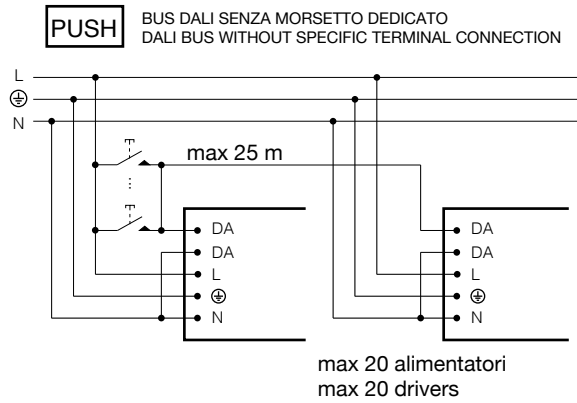 PUSH
BUS DALI SENZA MORSETTO DEDICATO
DALI BUS WITHOUT SPECIFIC TERMINAL CONNECTION
L
N
max 25 m
...
DA
DA
L
N
DA
DA
L
N
max 20 alimentatori
max 20 drivers